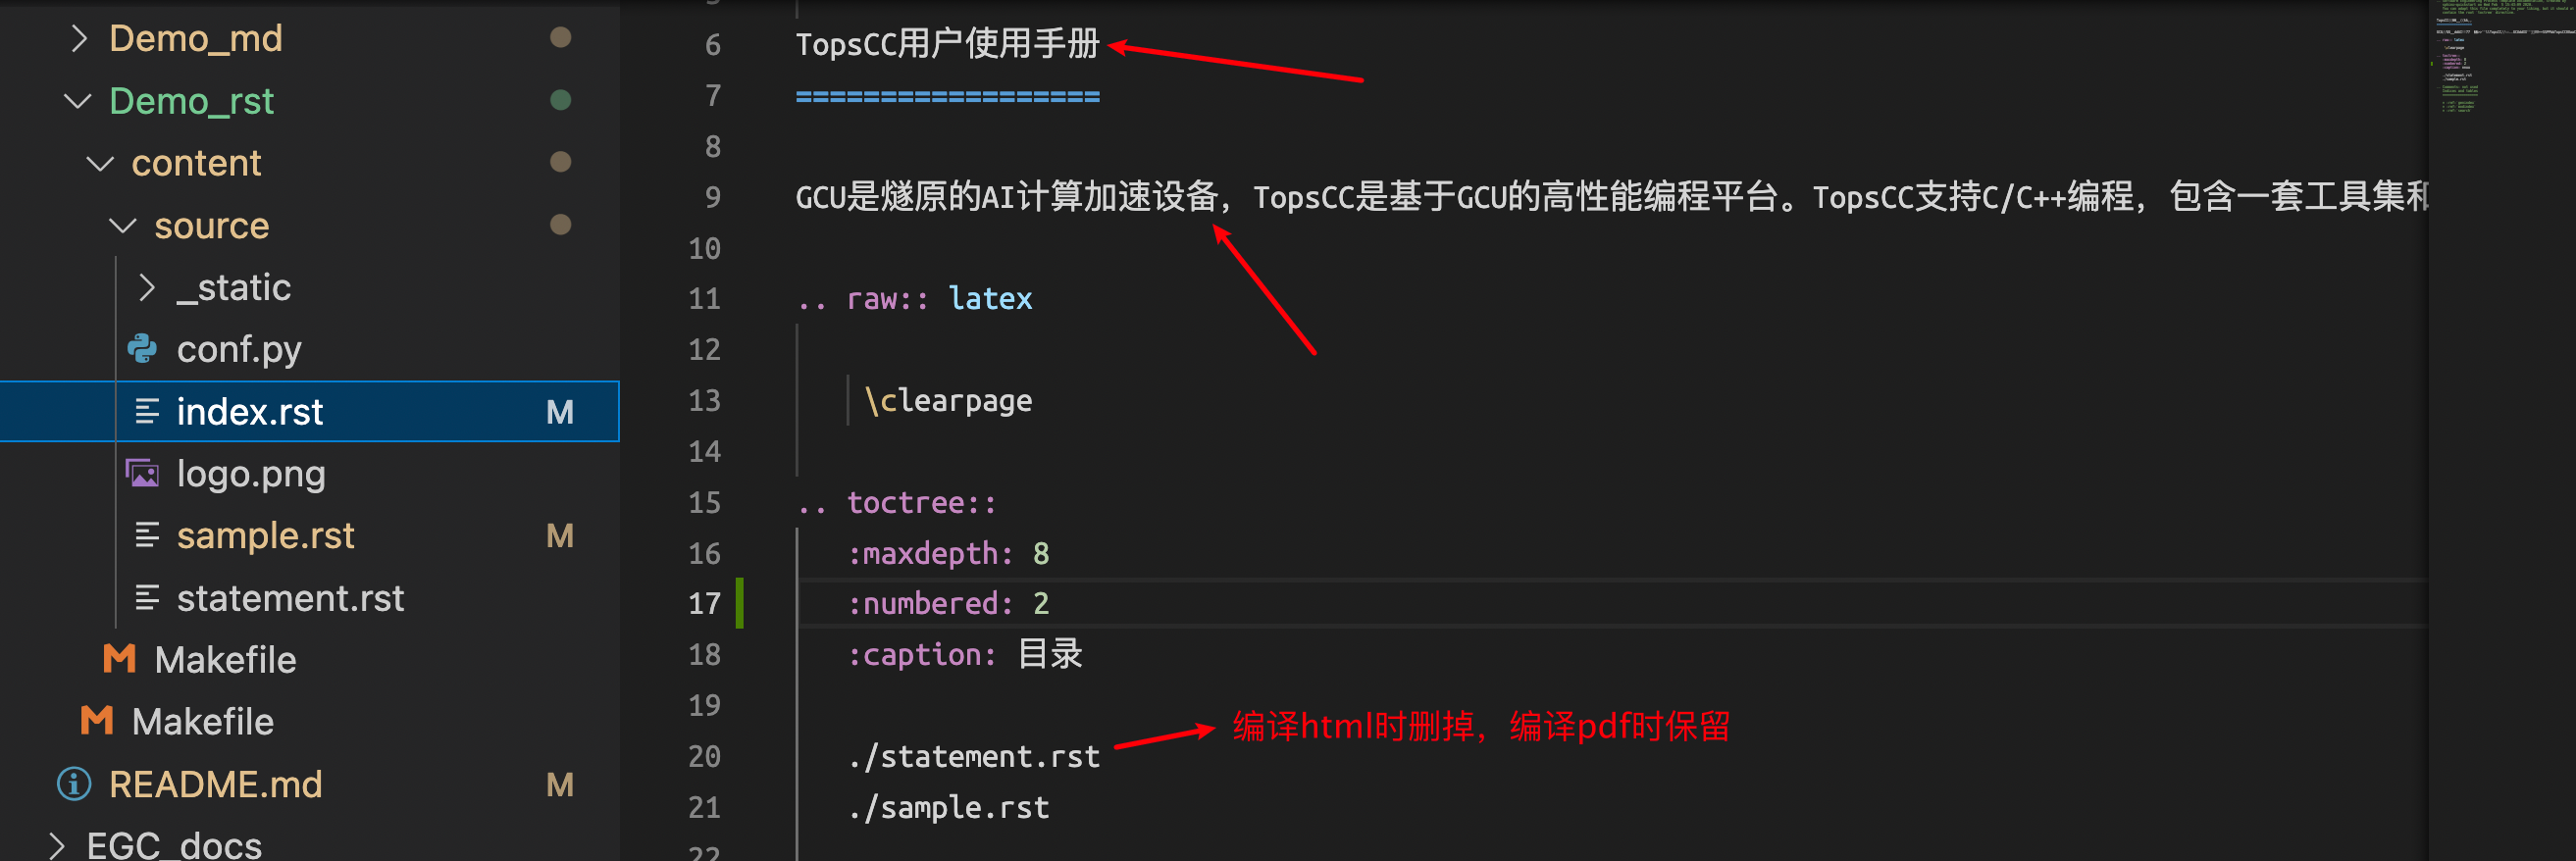 Demo_md
Demo_rst
content
source
_static
conf.py
index.rst M
logo.png
sample.rst M
statement.rst
Makefile
Makefile
README.md M
EGC_docs
6 TopsCC用户使用手册
7 ==================
8
9 GCU是燧原的AI计算加速设备，TopsCC是基于GCU的高性能编程平台。TopsCC支持C/C++编程，包含一套工具集和
10
11 .. raw:: latex
12
13 \clearpage
14
15 .. toctree::
16 :maxdepth: 8
17 :numbered: 2
18 :caption: 目录
19
编译html时删掉，编译pdf时保留
20 ./statement.rst
21 ./sample.rst
22